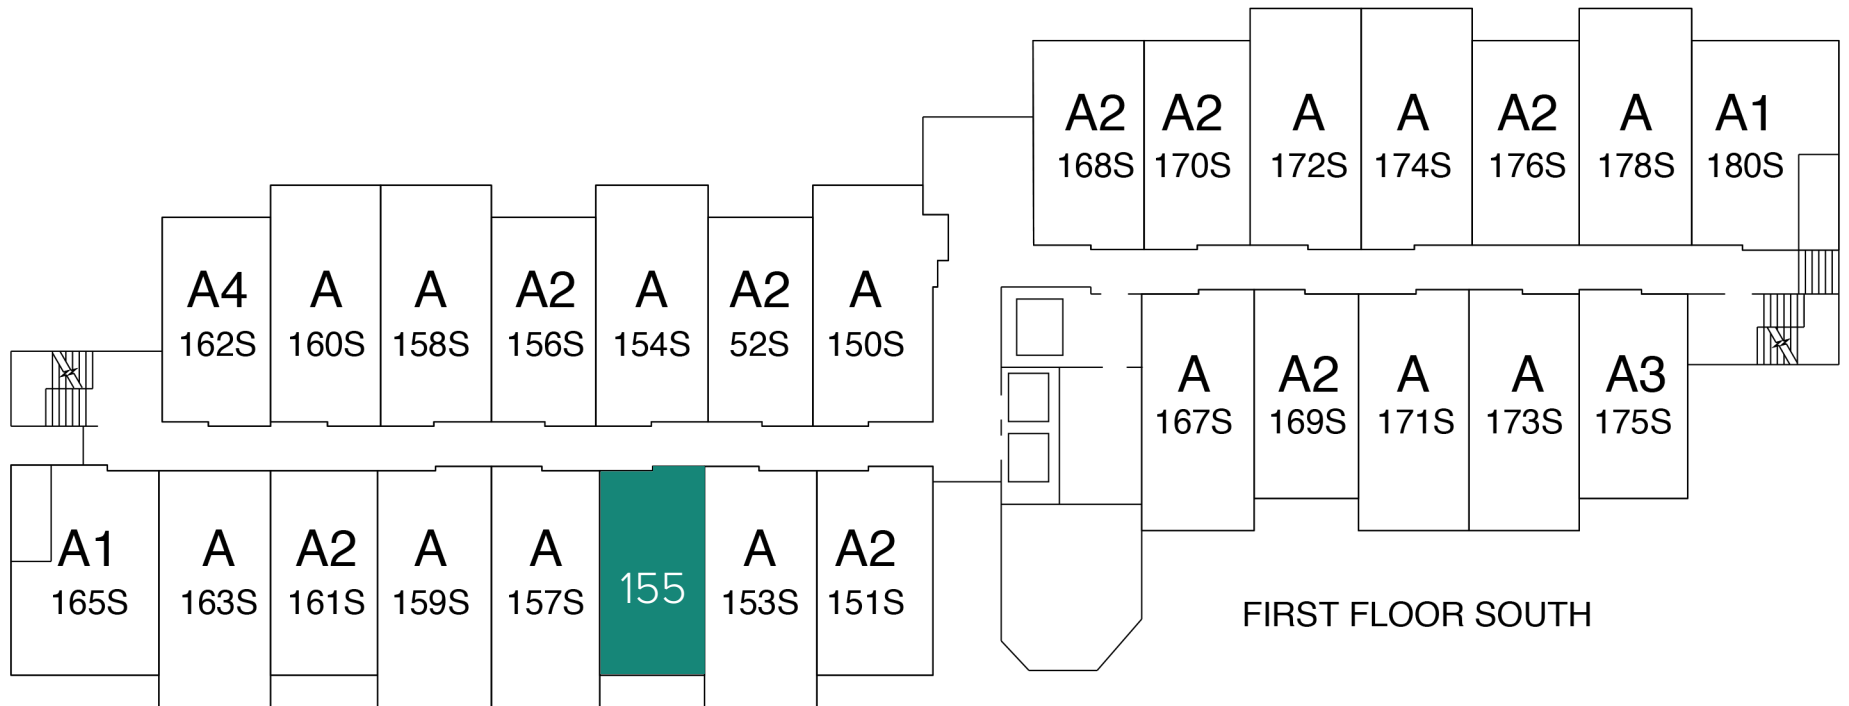 A2 A2 A A A2 A A1
168S 170S 172S 174S 176S 178S 180S
A4 A A A2 A A2 A
162S 160S 158S 156S 154S 52S 150S
A A2 A A A3
167S 169S 171S 173S 175S
A1 A A2 A A A A2
165S 163S 161S 159S 157S 155 153S 151S
FIRST FLOOR SOUTH